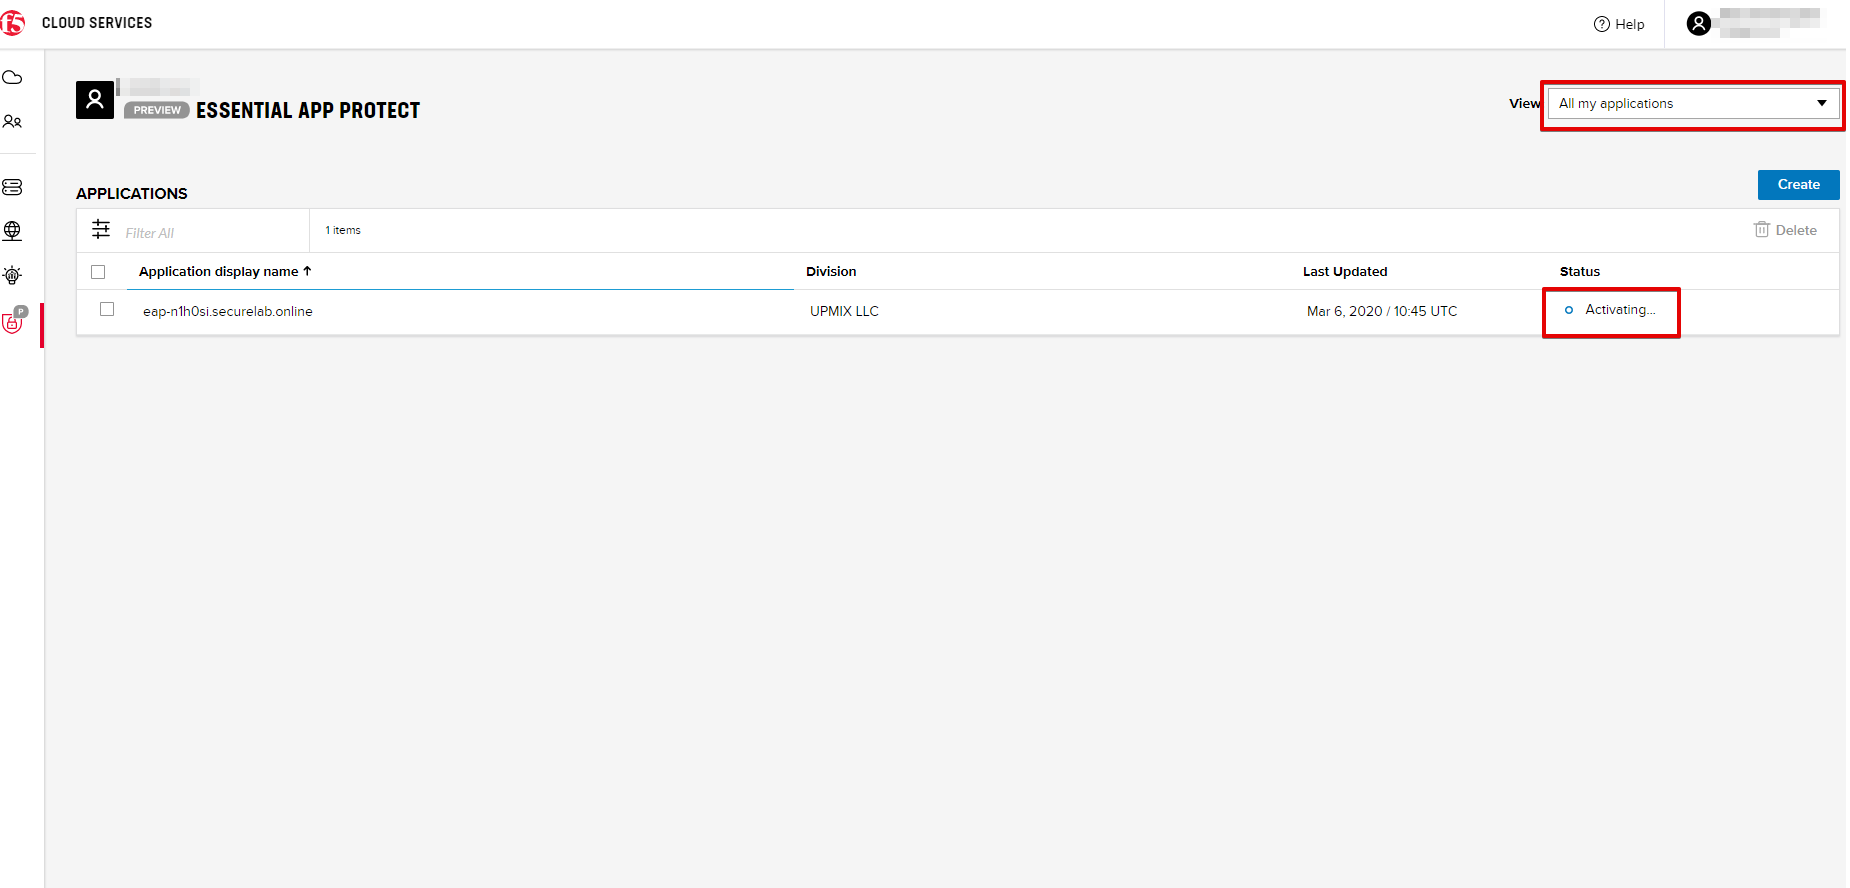 f5 CLOUD SERVICES
Help
PREVIEW ESSENTIAL APP PROTECT
View All my applications
APPLICATIONS
Create
Filter All 1 items Delete
Application display name ↑ Division Last Updated Status
eap-n1h0si.securelab.online UPMIX LLC Mar 6, 2020 / 10:45 UTC Activating...
P